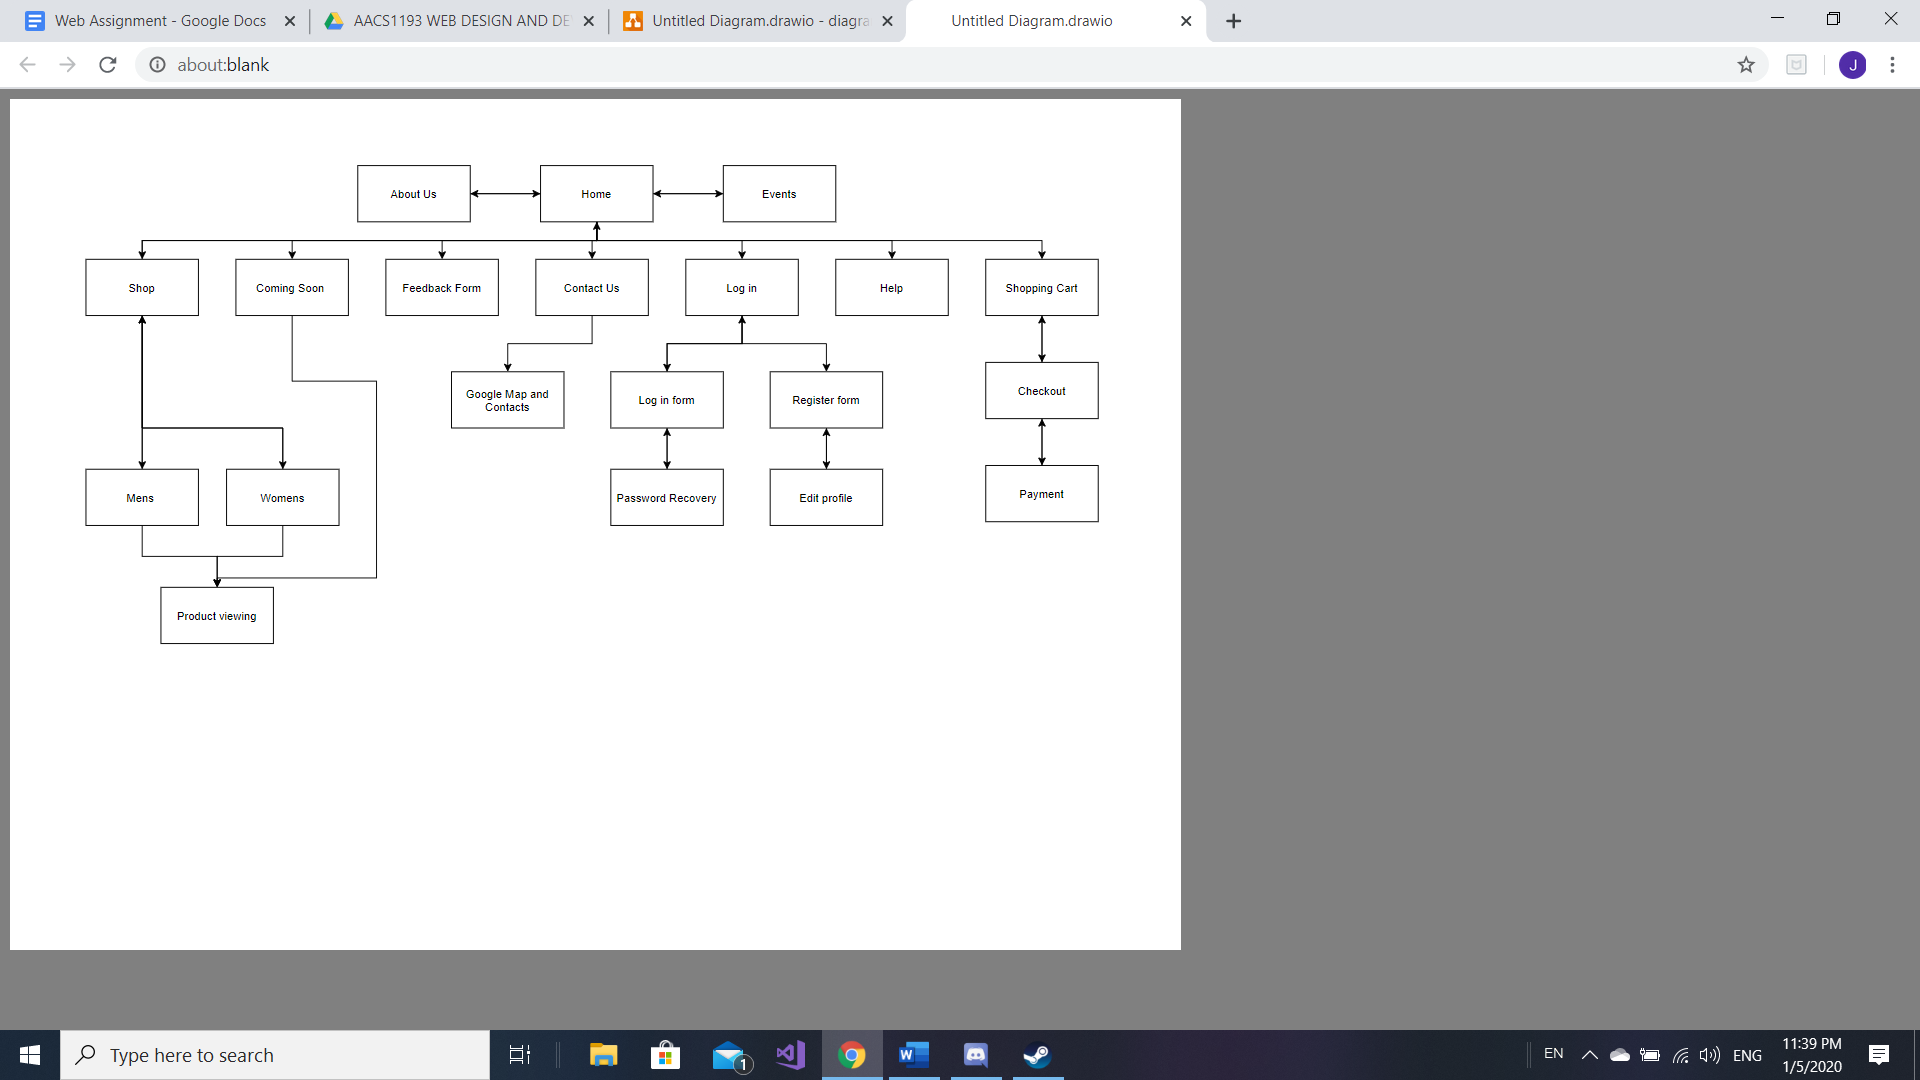 Web Assignment - Google Docs
AACS1193 WEB DESIGN AND DE
Untitled Diagram.drawio - diagra
Untitled Diagram.drawio
about:blank
J
About Us
Home
Events
Shop
Coming Soon
Feedback Form
Contact Us
Log in
Help
Shopping Cart
Google Map and
Contacts
Log in form
Register form
Checkout
Mens
Womens
Password Recovery
Edit profile
Payment
Product viewing
Type here to search
1
EN
ENG
11:39 PM
1/5/2020